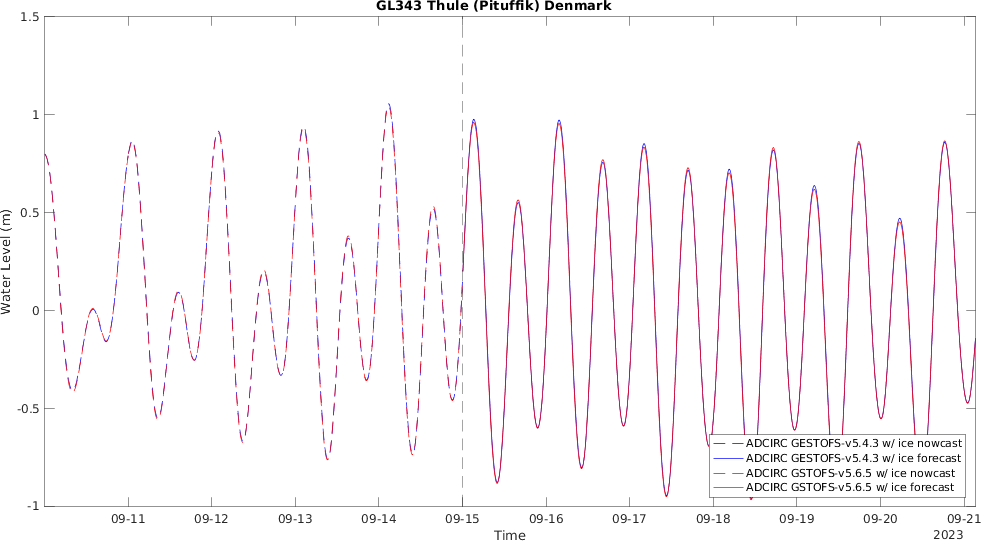 GL343 Thule (Pituffik) Denmark
1.5
1
0.5
0
-0.5
-1
Water Level (m)
09-11 09-12 09-13 09-14 09-15 09-16 09-17 09-18 09-19 09-20 09-21
2023
Time
ADCIRC GESTOFS-v5.4.3 w/ ice nowcast
ADCIRC GESTOFS-v5.4.3 w/ ice forecast
ADCIRC GSTOFS-v5.6.5 w/ ice nowcast
ADCIRC GSTOFS-v5.6.5 w/ ice forecast